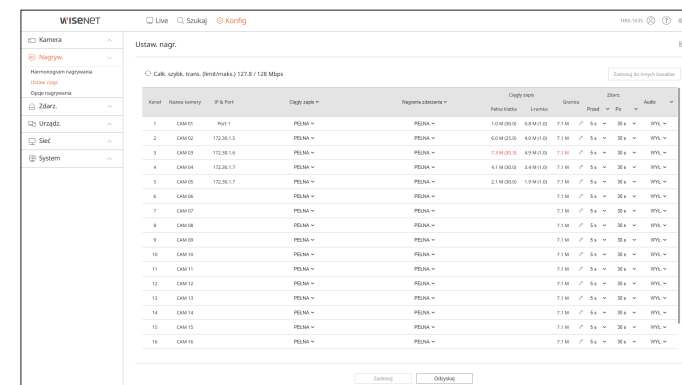 WISENET
Live Szukaj Konfig
HRX-1635
Kamera
Nagryw.
Harmonogram nagrywania
Ustaw. nagr.
Opcje nagrywania
Zdarz.
Urządz.
Sieć
System
Ustaw. nagr.
Całk. szybk. trans. (limit/maks.) 127.8 / 128 Mbps
Zastosuj do innych kanałów
Kanał Nazwa kamery IP & Port Ciągły zapis Nagranie zdarzenie Ciągły zapis Granica Zdarz. Audio
Pełna klatka I-ramka Przed Po
1 CAM 01 Port 1 PEŁNA PEŁNA 1.0 M (30.0) 0.8 M (1.0) 7.1 M 5 s 30 s WYŁ.
2 CAM 02 172.30.1.5 PEŁNA PEŁNA 6.0 M (25.0) 4.0 M (1.0) 7.1 M 5 s 30 s WYŁ.
3 CAM 03 172.30.1.6 PEŁNA PEŁNA 7.3 M (30.3) 4.9 M (1.0) 7.1 M 5 s 30 s WYŁ.
4 CAM 04 172.30.1.7 PEŁNA PEŁNA 4.1 M (30.0) 3.4 M (1.0) 7.1 M 5 s 30 s WYŁ.
5 CAM 05 172.30.1.7 PEŁNA PEŁNA 2.1 M (30.0) 1.9 M (1.0) 7.1 M 5 s 30 s WYŁ.
6 CAM 06 PEŁNA PEŁNA 7.1 M 5 s 30 s WYŁ.
7 CAM 07 PEŁNA PEŁNA 7.1 M 5 s 30 s WYŁ.
8 CAM 08 PEŁNA PEŁNA 7.1 M 5 s 30 s WYŁ.
9 CAM 09 PEŁNA PEŁNA 7.1 M 5 s 30 s WYŁ.
10 CAM 10 PEŁNA PEŁNA 7.1 M 5 s 30 s WYŁ.
11 CAM 11 PEŁNA PEŁNA 7.1 M 5 s 30 s WYŁ.
12 CAM 12 PEŁNA PEŁNA 7.1 M 5 s 30 s WYŁ.
13 CAM 13 PEŁNA PEŁNA 7.1 M 5 s 30 s WYŁ.
14 CAM 14 PEŁNA PEŁNA 7.1 M 5 s 30 s WYŁ.
15 CAM 15 PEŁNA PEŁNA 7.1 M 5 s 30 s WYŁ.
16 CAM 16 PEŁNA PEŁNA 7.1 M 5 s 30 s WYŁ.
Zastosuj Odzyskaj